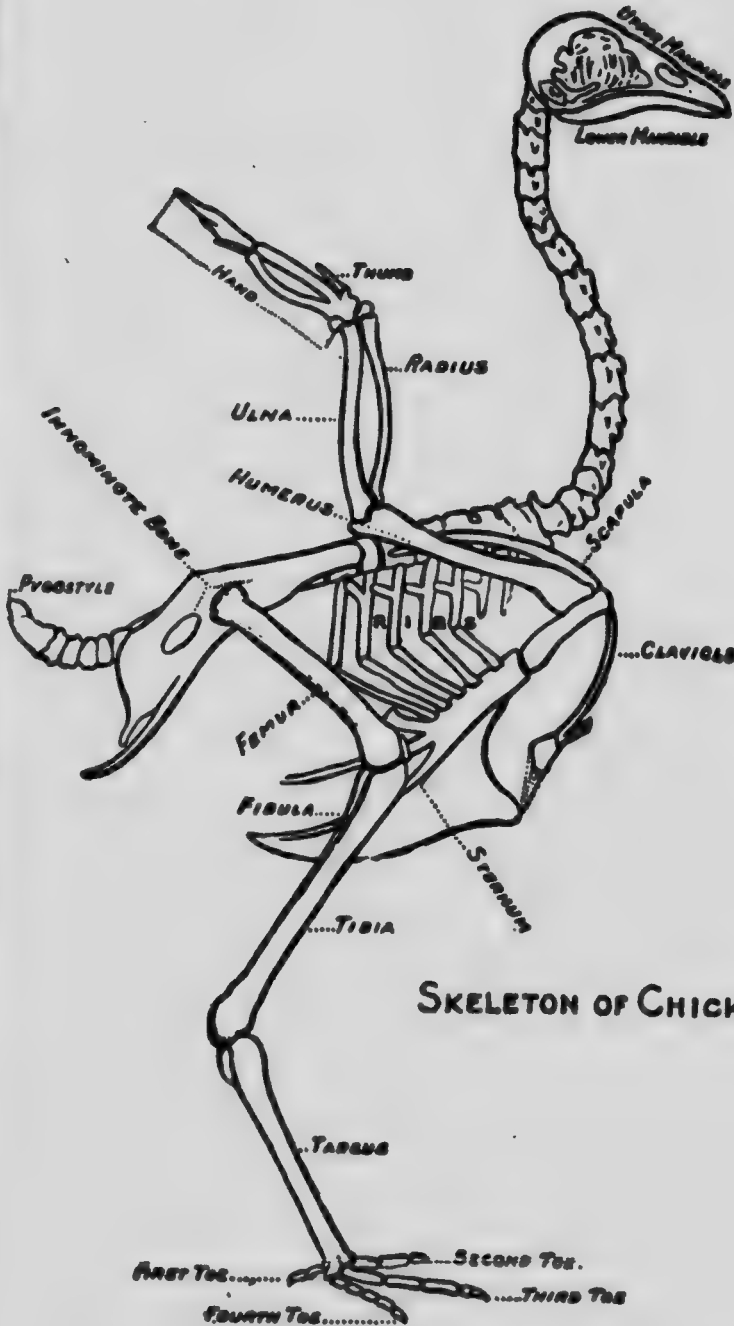 UPPER MANDIBLE
LOWER MANDIBLE
THUMB
HAND
RADIUS
ULNA
INNOMINOTE BONE
HUMERUS
SCAPULA
PYGOSTYLE
RIBS
CLAVICLE
FEMUR
FIBULA
STERNUM
TIBIA
SKELETON OF CHICK
TARSUS
SECOND TOE.
FIRST TOE
THIRD TOE
FOURTH TOE